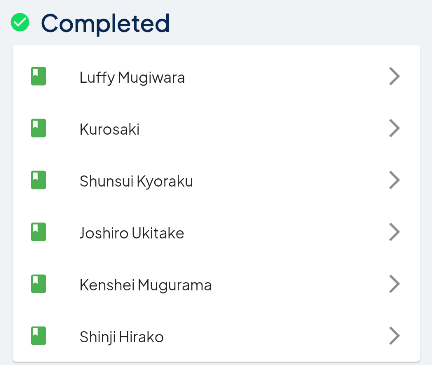 Completed
Luffy Mugiwara
Kurosaki
Shunsui Kyoraku
Joshiro Ukitake
Kenshei Mugurama
Shinji Hirako